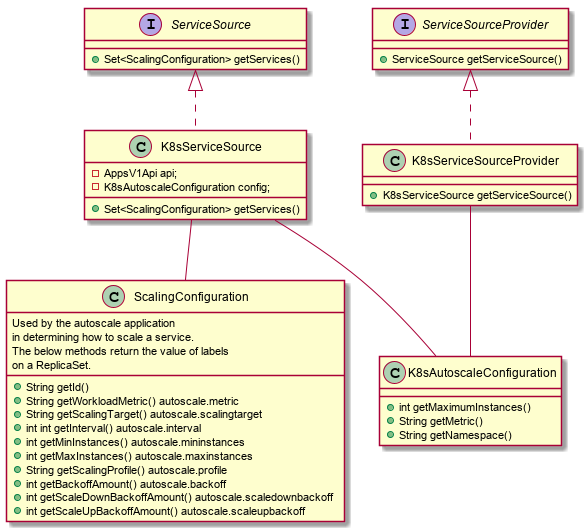 I ServiceSource
Set<ScalingConfiguration> getServices()
I ServiceSourceProvider
ServiceSource getServiceSource()
C K8sServiceSource
AppsV1Api api;
K8sAutoscaleConfiguration config;
Set<ScalingConfiguration> getServices()
C K8sServiceSourceProvider
K8sServiceSource getServiceSource()
C ScalingConfiguration
Used by the autoscale application
in determining how to scale a service.
The below methods return the value of labels
on a ReplicaSet.
String getId()
String getWorkloadMetric() autoscale.metric
String getScalingTarget() autoscale.scalingtarget
int int getInterval() autoscale.interval
int getMinInstances() autoscale.mininstances
int getMaxInstances() autoscale.maxinstances
String getScalingProfile() autoscale.profile
int getBackoffAmount() autoscale.backoff
int getScaleDownBackoffAmount() autoscale.scaledownbackoff
int getScaleUpBackoffAmount() autoscale.scaleupbackoff
C K8sAutoscaleConfiguration
int getMaximumInstances()
String getMetric()
String getNamespace()